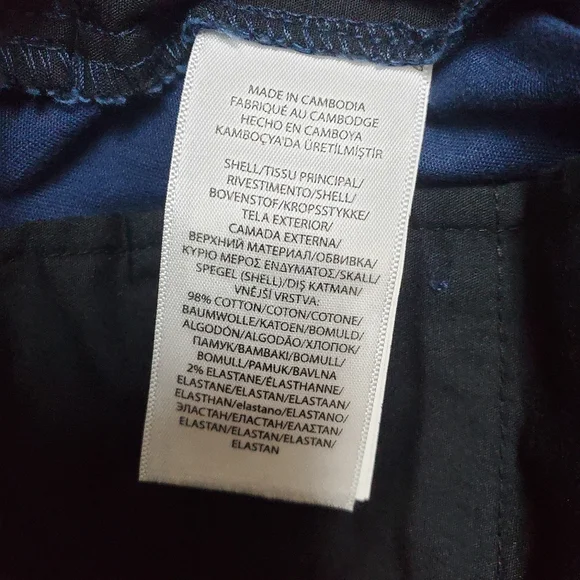 MADE IN CAMBODIA
FABRIQUÉ AU CAMBODGE
HECHO EN CAMBOYA
KAMBOÇYA'DA ÜRETİLMİŞTİR
SHELL/TISSU PRINCIPAL/
RIVESTIMENTO/SHELL/
BOVENSTOF/KROPSSTYKKE/
TELA EXTERIOR/
CAMADA EXTERNA/
ВЕРХНИЙ МАТЕРИАЛ/ОБВИВКА/
ΚΥΡΙΟ ΜΕΡΟΣ ΕΝΔΥΜΑΤΟΣ/SKALL/
SPEGEL (SHELL)/DIŞ KATMAN/
VNĚJŠÍ VRSTVA:
98% COTTON/COTON/COTONE/
BAUMWOLLE/KATOEN/BOMULD/
ALGODÓN/ALGODÃO/ХЛОПОК/
ПАМУК/ΒΑΜΒΑΚΙ/BOMULL/
BOMULL/PAMUK/BAVLNA
2% ELASTANE/ÉLASTHANNE/
ELASTANE/ELASTAN/ELASTAAN/
ELASTHAN/elastano/ELASTANO/
ЭЛАСТАН/ЕЛАСТАН/ΕΛΑΣΤΑΝ/
ELASTAN/ELASTAN/ELASTAN/
ELASTAN